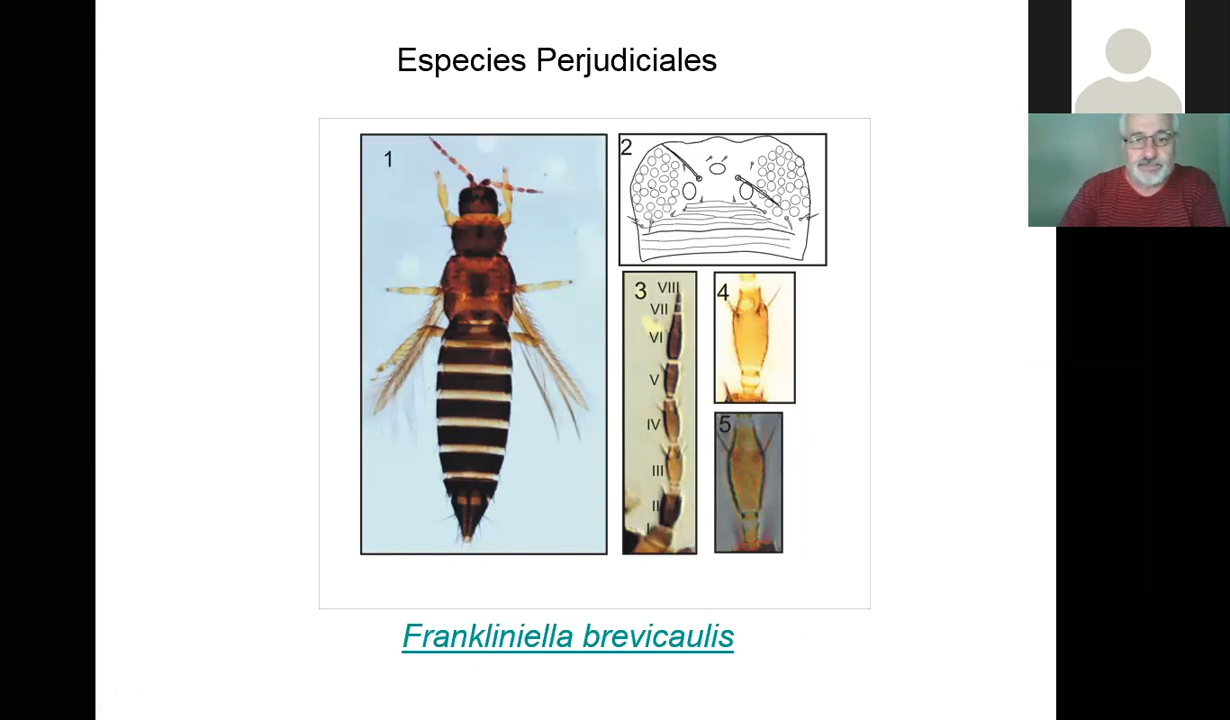 Especies Perjudiciales
1
2
3
VIII
VII
VI
V
IV
III
II
I
4
5
Frankliniella brevicaulis